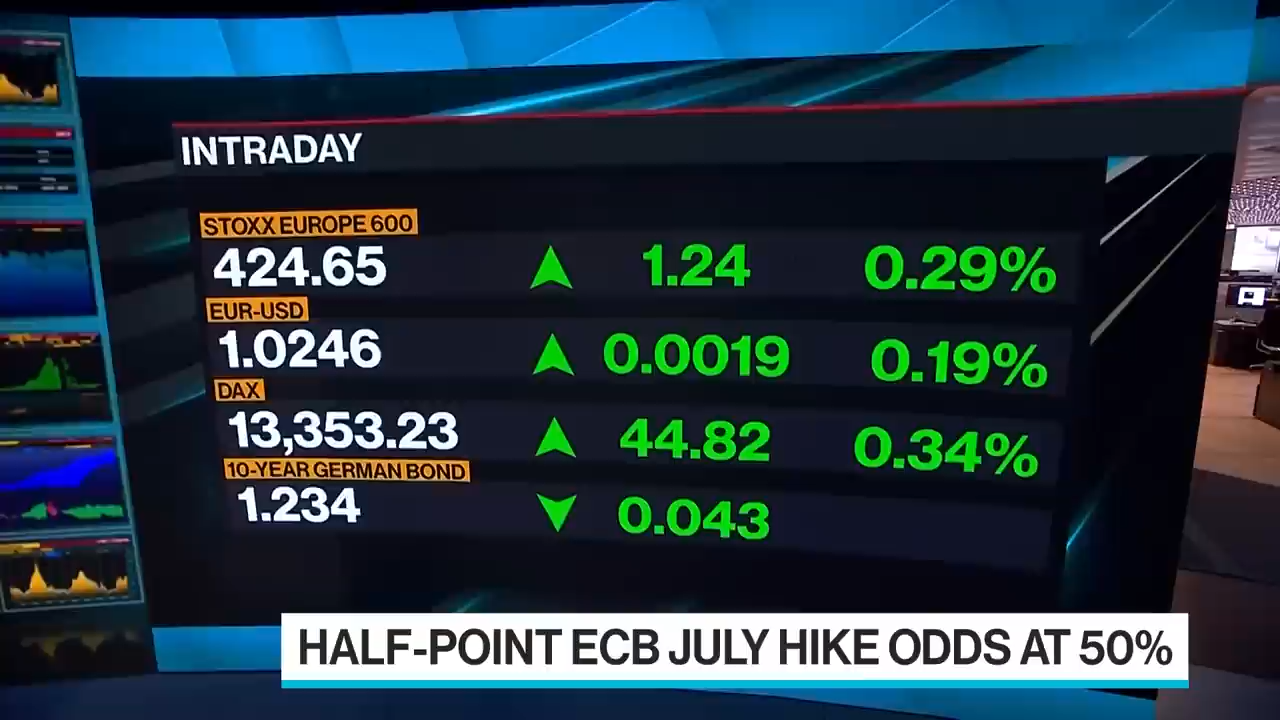 INTRADAY
STOXX EUROPE 600
424.65 ▲ 1.24 0.29%
EUR-USD
1.0246 ▲ 0.0019 0.19%
DAX
13,353.23 ▲ 44.82 0.34%
10-YEAR GERMAN BOND
1.234 ▼ 0.043
HALF-POINT ECB JULY HIKE ODDS AT 50%